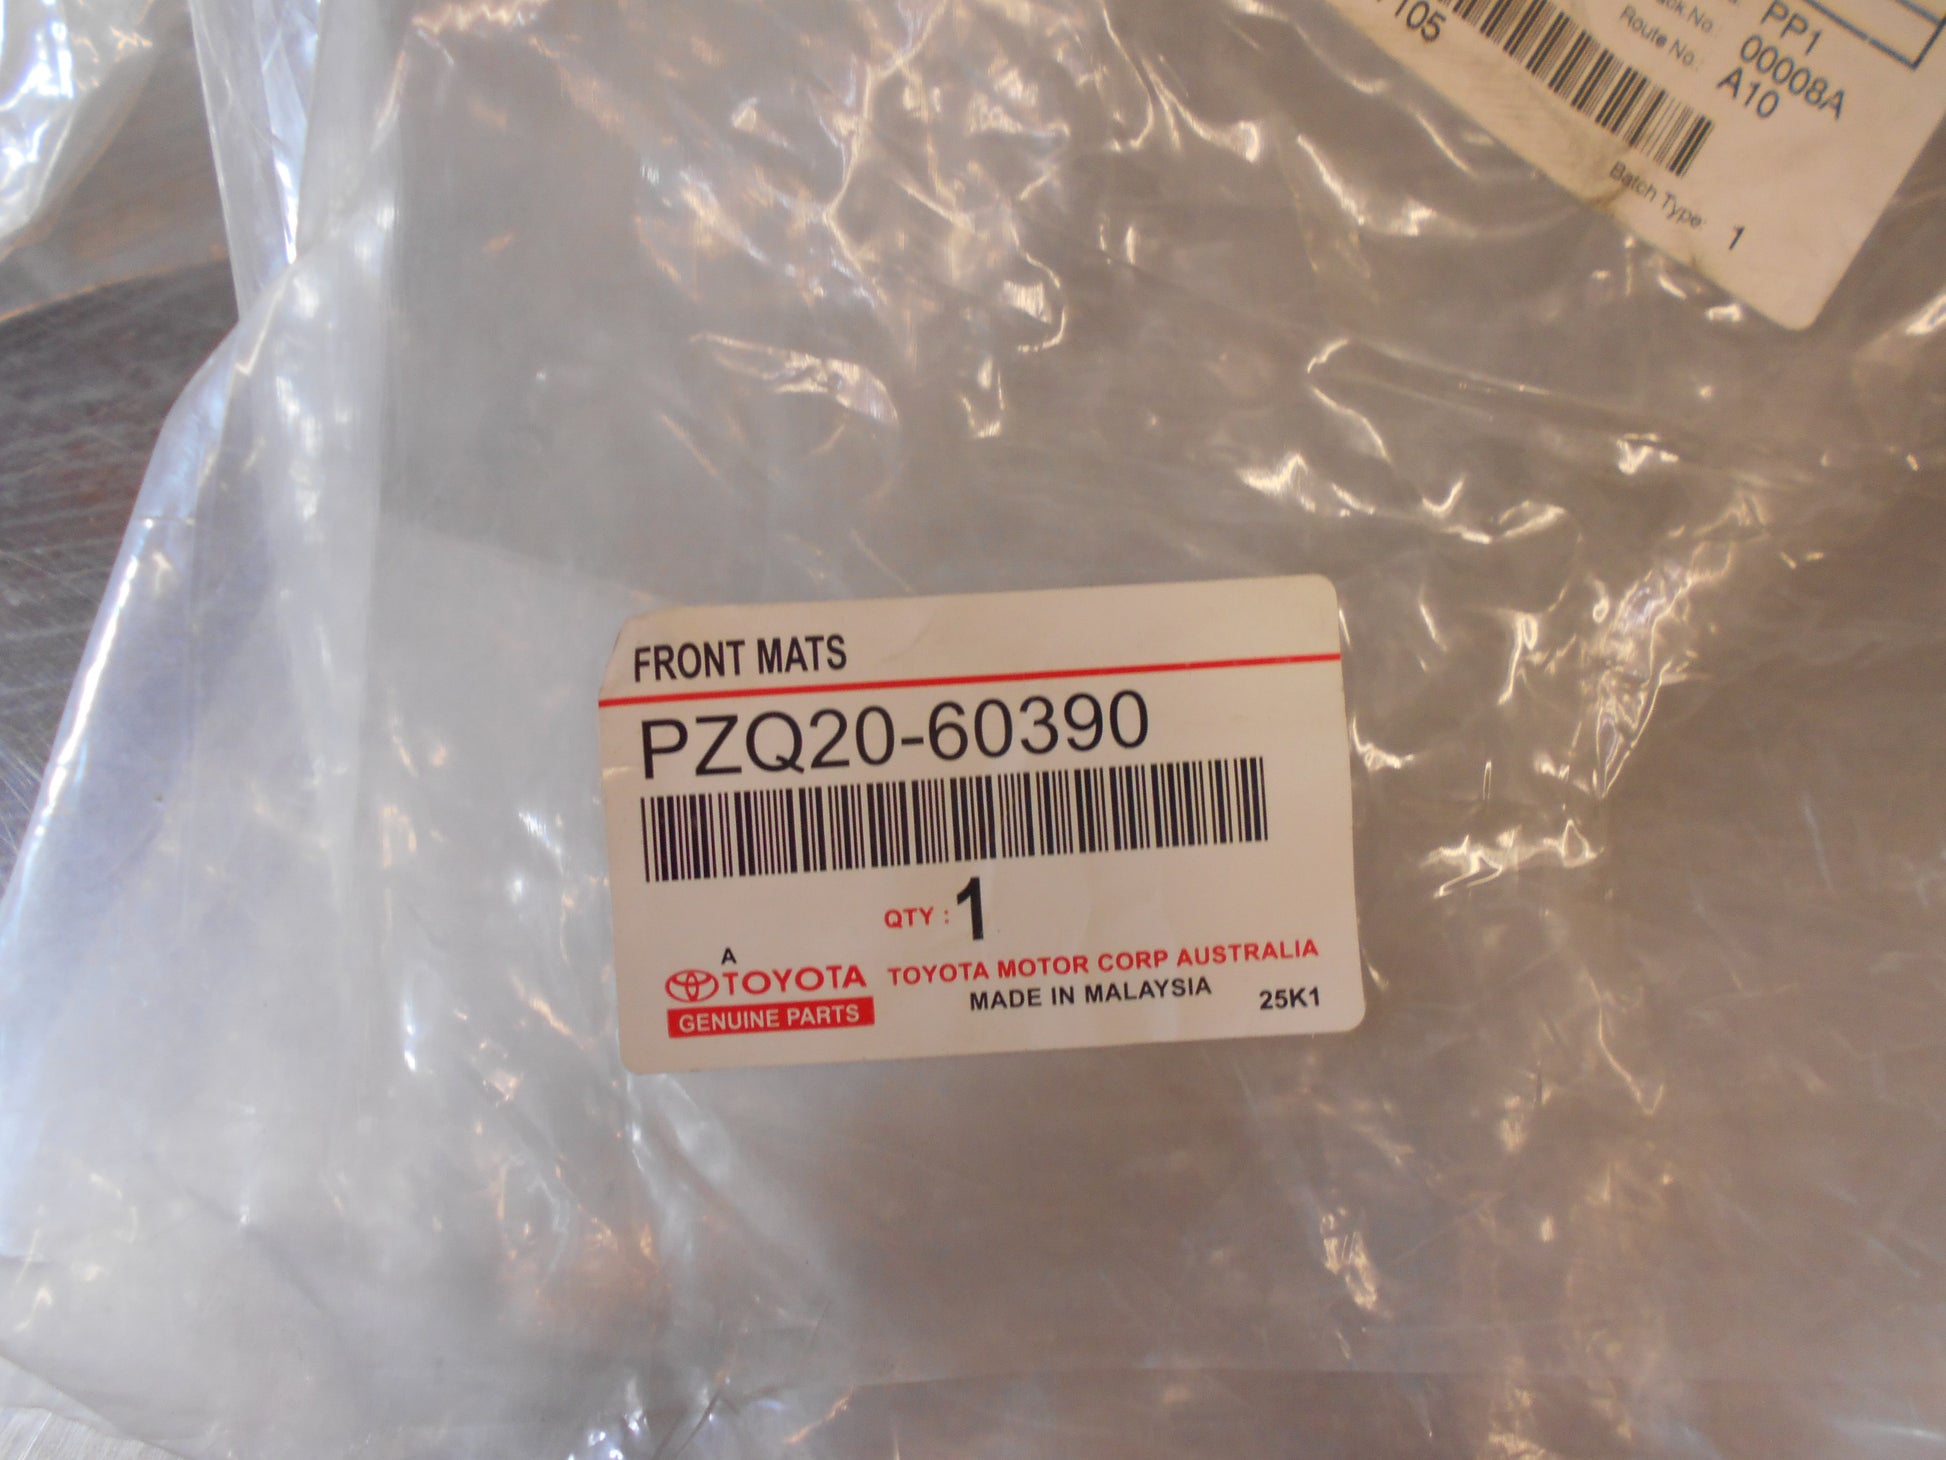 PP1
Route No.:
00008A
A10
105
Batch Type: 1
FRONT MATS
PZQ20-60390
QTY : 1
A
TOYOTA
GENUINE PARTS
TOYOTA MOTOR CORP AUSTRALIA
MADE IN MALAYSIA
25K1